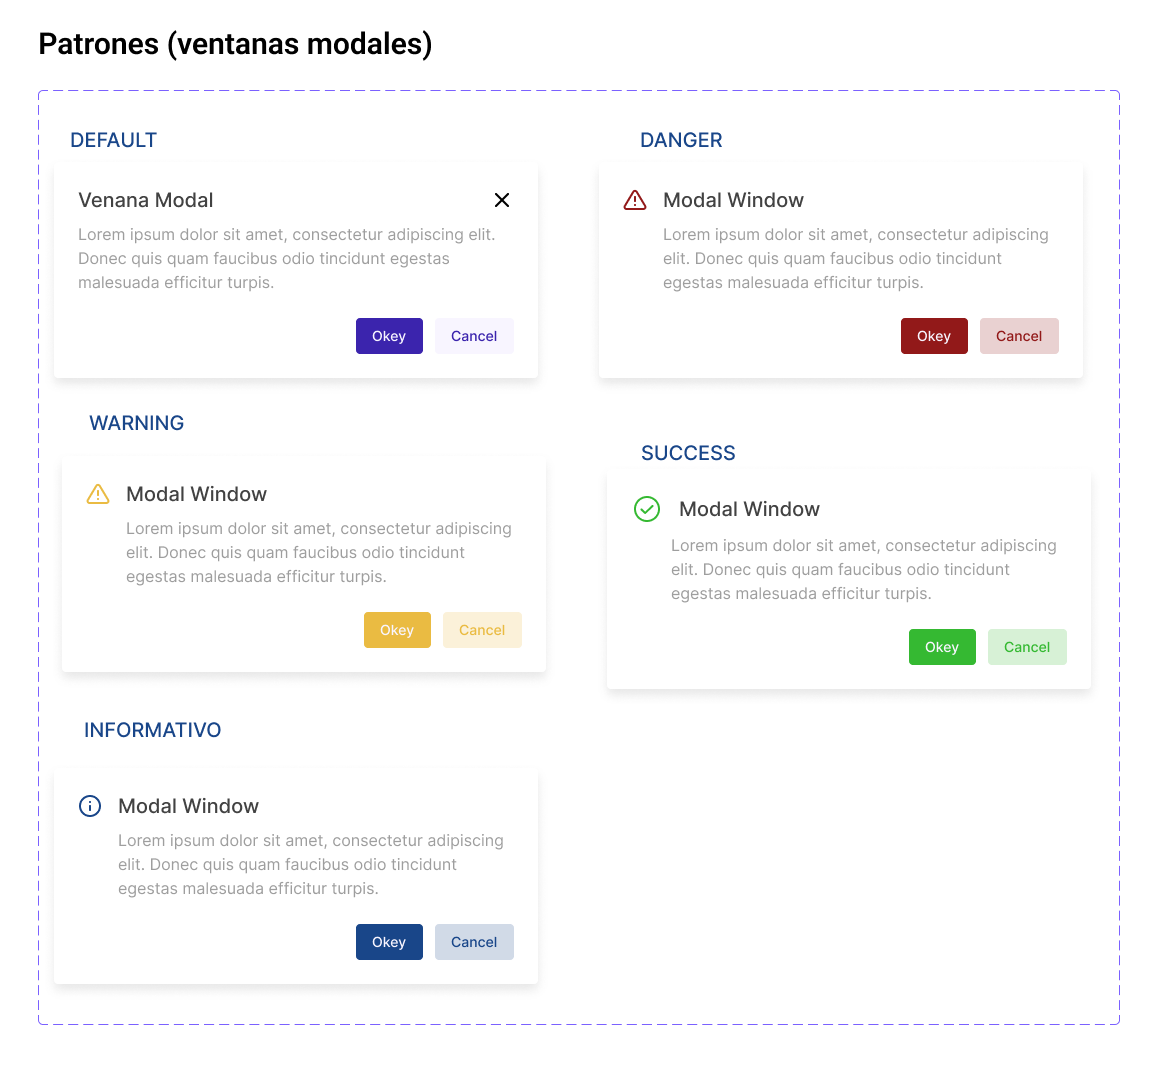 Patrones (ventanas modales)
DEFAULT
Venana Modal
Lorem ipsum dolor sit amet, consectetur adipiscing elit.
Donec quis quam faucibus odio tincidunt egestas
malesuada efficitur turpis.
Okey
Cancel
DANGER
Modal Window
Lorem ipsum dolor sit amet, consectetur adipiscing
elit. Donec quis quam faucibus odio tincidunt
egestas malesuada efficitur turpis.
Okey
Cancel
WARNING
Modal Window
Lorem ipsum dolor sit amet, consectetur adipiscing
elit. Donec quis quam faucibus odio tincidunt
egestas malesuada efficitur turpis.
Okey
Cancel
SUCCESS
Modal Window
Lorem ipsum dolor sit amet, consectetur adipiscing
elit. Donec quis quam faucibus odio tincidunt
egestas malesuada efficitur turpis.
Okey
Cancel
INFORMATIVO
Modal Window
Lorem ipsum dolor sit amet, consectetur adipiscing
elit. Donec quis quam faucibus odio tincidunt
egestas malesuada efficitur turpis.
Okey
Cancel